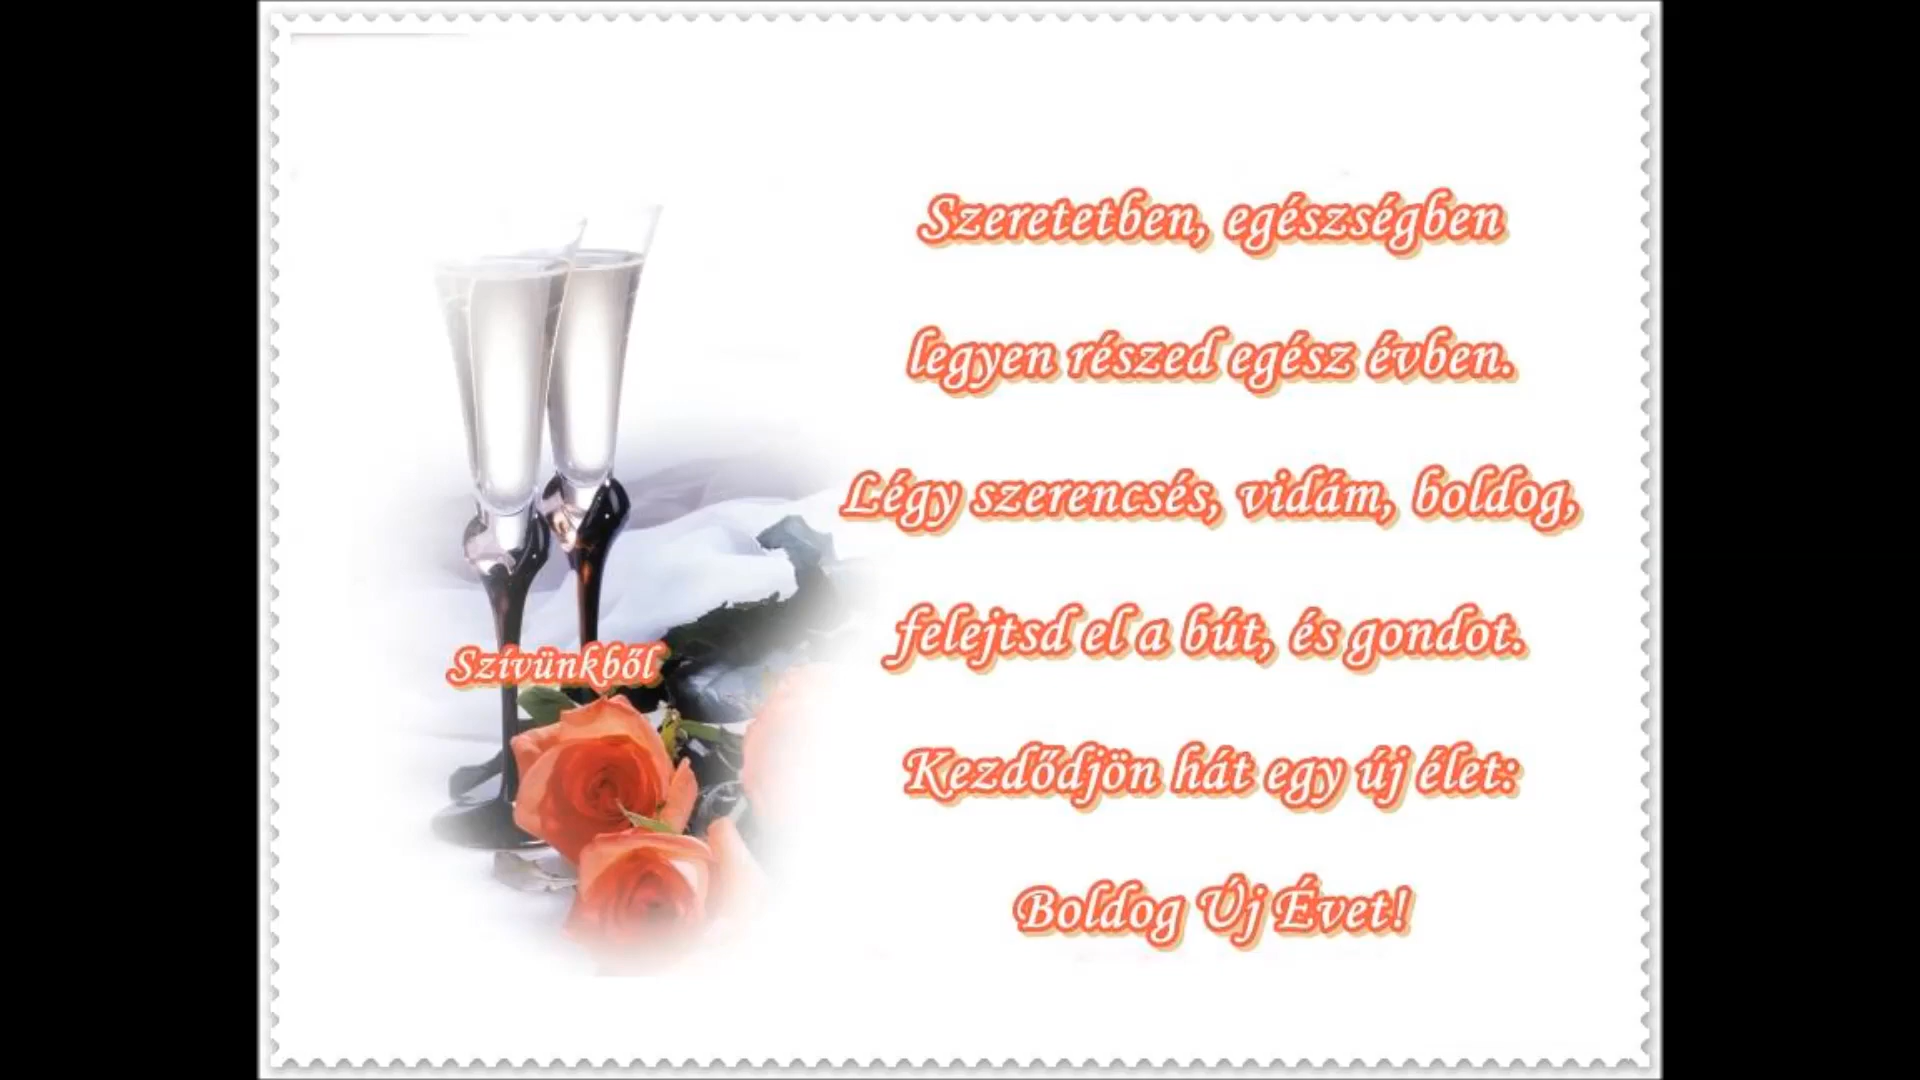 Szeretetben, egészségben
legyen részed egész évben.
Légy szerencsés, vidám, boldog,
felejtsd el a bút, és gondot.
Kezdődjön hát egy új élet:
Boldog Új Évet!
Szívünkből